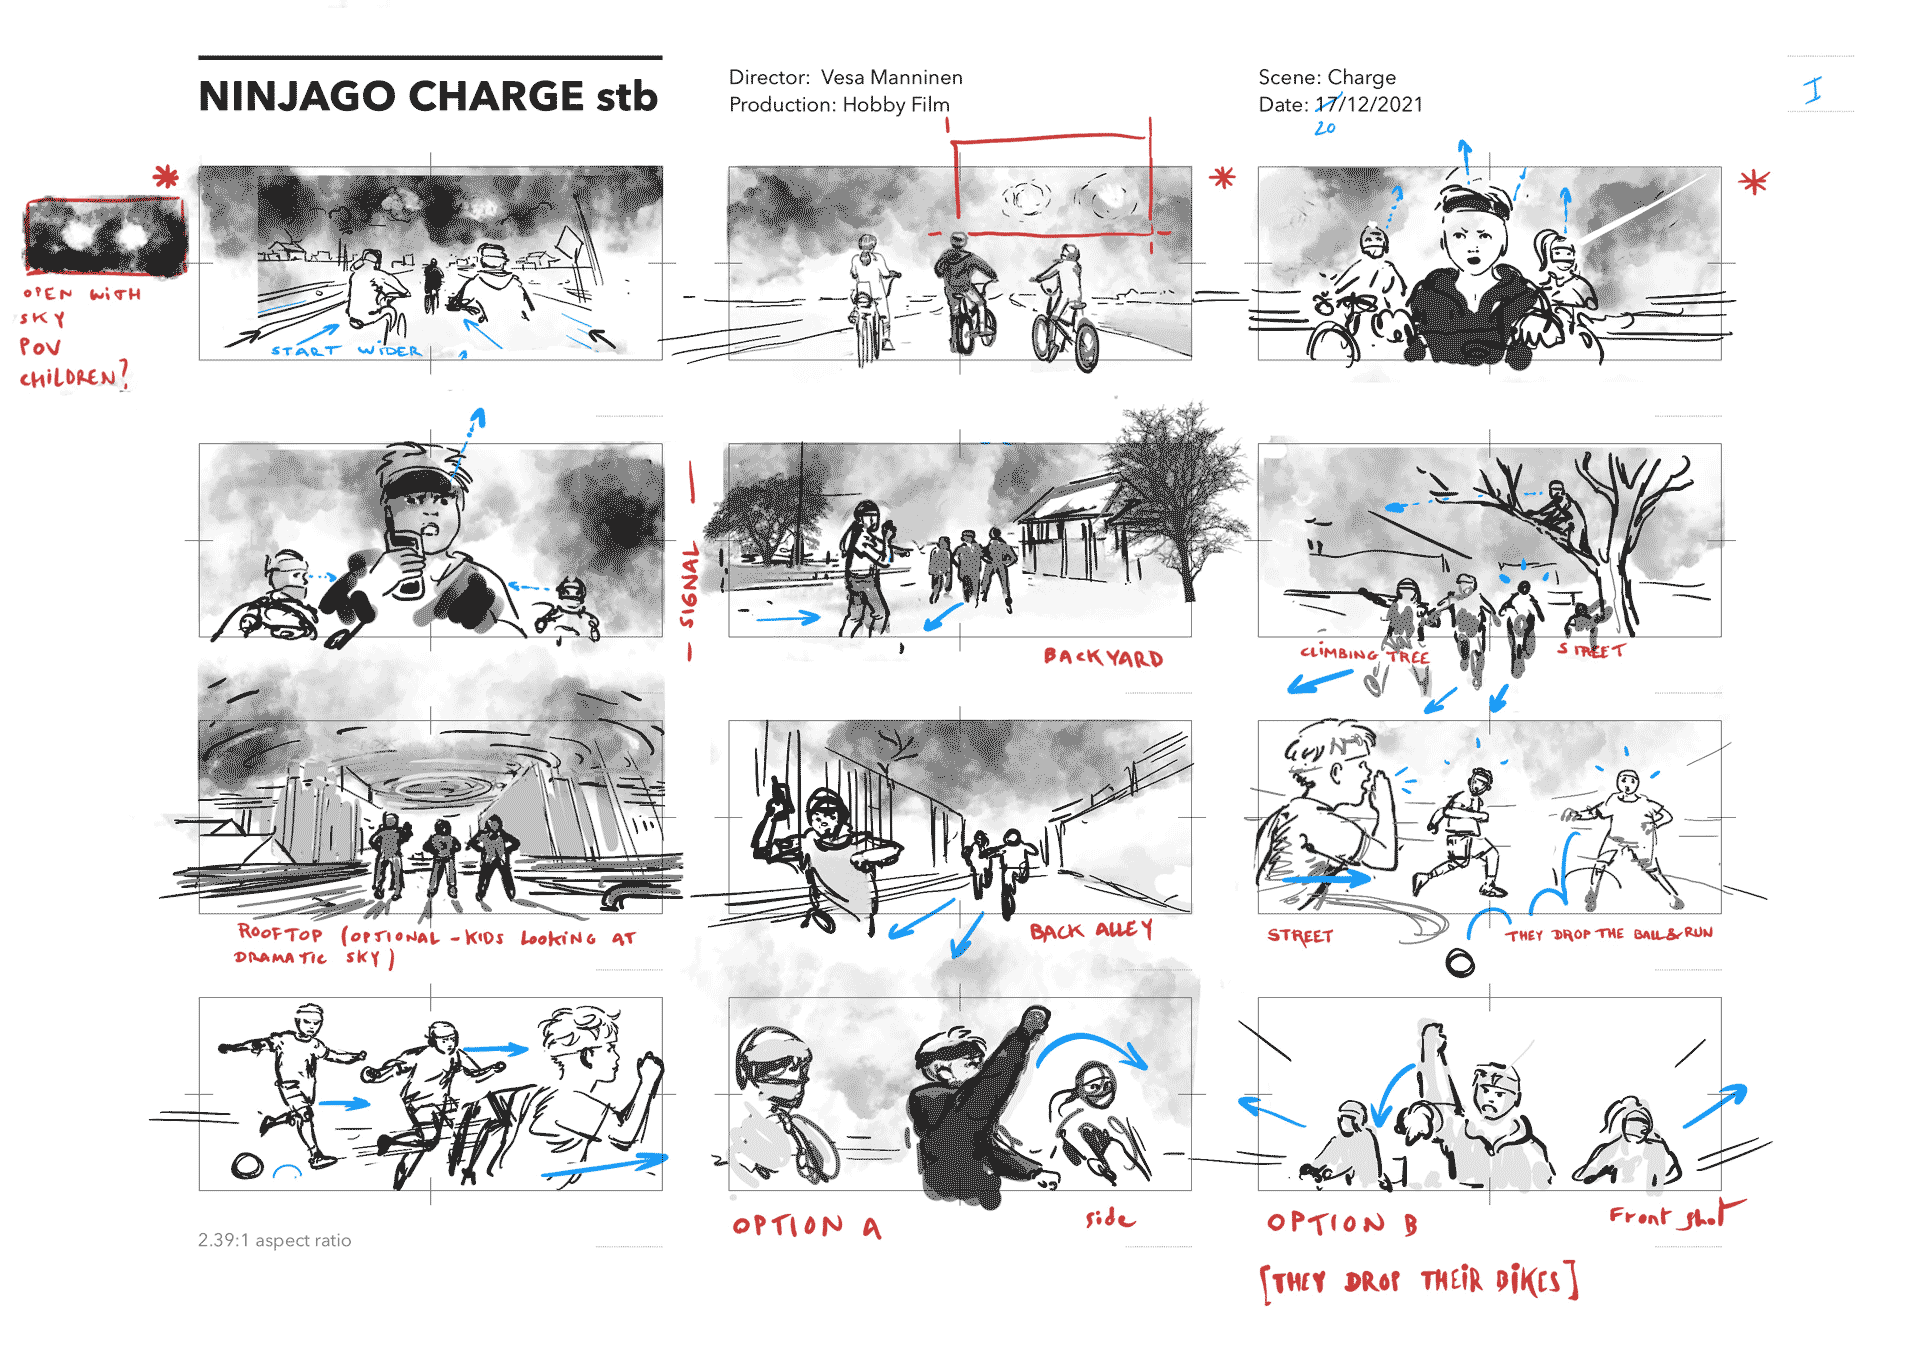 NINJAGO CHARGE stb
Director: Vesa Manninen
Production: Hobby Film
Scene: Charge
Date: 17/12/2021
20
I
OPEN WITH
SKY
POV
CHILDREN?
START WIDER
SIGNAL
BACKYARD
CLIMBING TREE
STREET
ROOFTOP (OPTIONAL - KIDS LOOKING AT
DRAMATIC SKY)
BACK ALLEY
STREET
THEY DROP THE BALL & RUN
OPTION A
side
OPTION B
Front shot
[THEY DROP THEIR BIKES]
2.39:1 aspect ratio